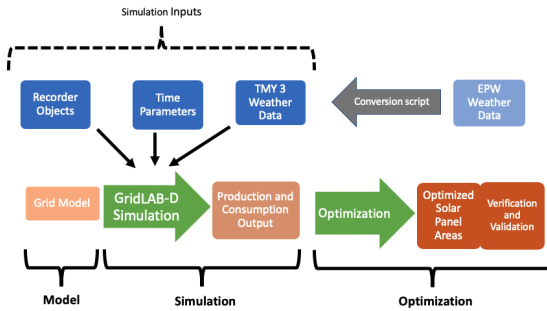 Simulation Inputs
Recorder
Objects
Time
Parameters
TMY 3
Weather
Data
Conversion script
EPW
Weather
Data
Grid Model
GridLAB-D
Simulation
Production and
Consumption
Output
Optimization
Optimized
Solar
Panel
Areas
Verification
and
Validation
Model
Simulation
Optimization